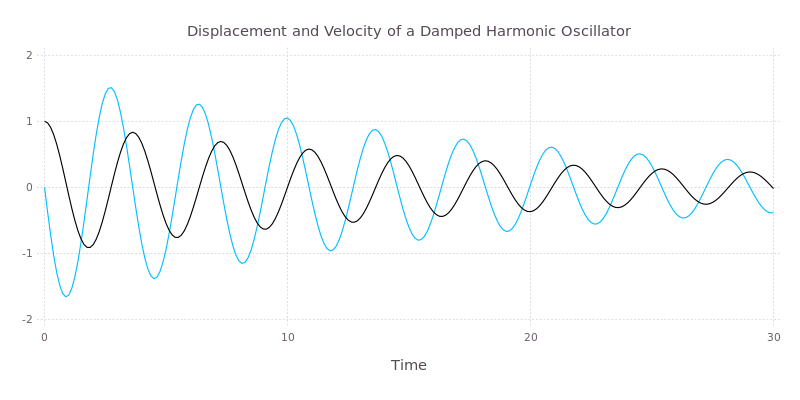 Displacement and Velocity of a Damped Harmonic Oscillator
2
1
0
-1
-2
0 10 20 30
Time